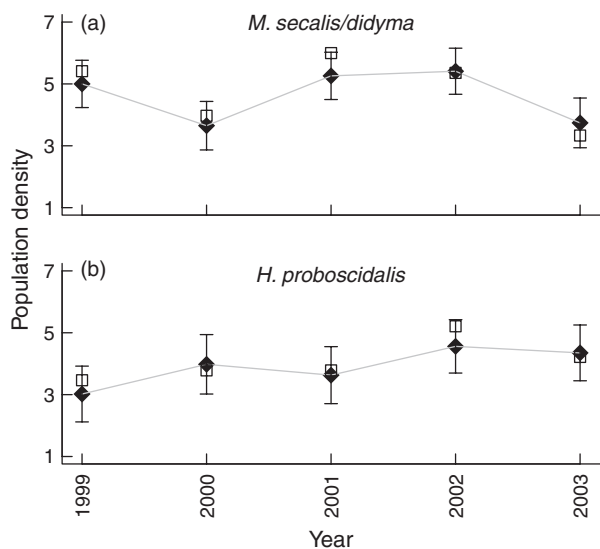 (a)
M. secalis/didyma
7
5
3
1
Population density
(b)
H. proboscidalis
7
5
3
1
1999
2000
2001
2002
2003
Year